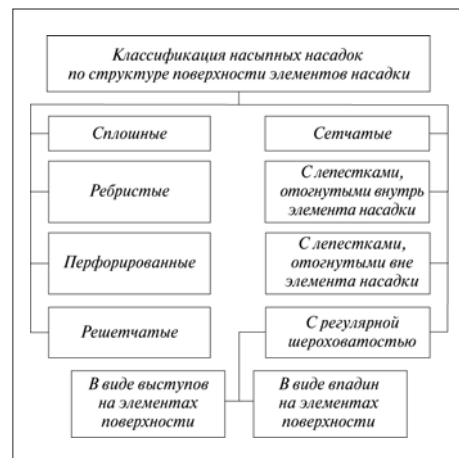 Классификация насыпных насадок
по структуре поверхности элементов насадки
Сплошные
Сетчатые
Ребристые
С лепестками,
отогнутыми внутрь
элемента насадки
Перфорированные
С лепестками,
отогнутыми вне
элемента насадки
Решетчатые
С регулярной
шероховатостью
В виде выступов
на элементах
поверхности
В виде впадин
на элементах
поверхности